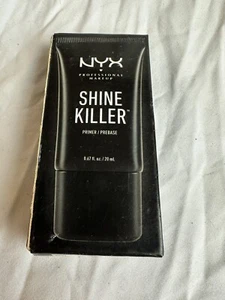 NYX
PROFESSIONAL
MAKEUP
SHINE
KILLER™
PRIMER / PREBASE
0.67 fl. oz. / 20 mL